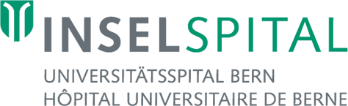 INSELSPITAL
UNIVERSITÄTSSPITAL BERN
HÔPITAL UNIVERSITAIRE DE BERNE